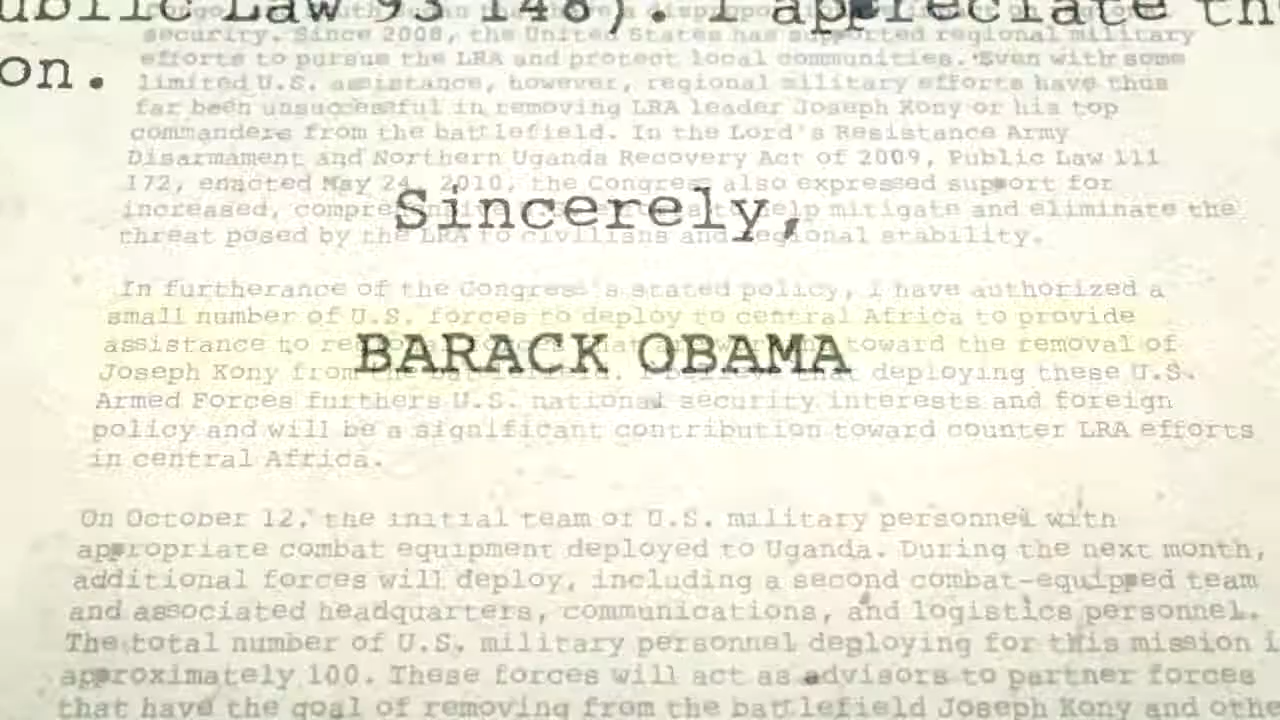 ublic Law 93 148). I appreciate th
on.
security. Since 2008, the United States has supported regional military
efforts to pursue the LRA and protect local communities. Even with some
limited U.S. assistance, however, regional military efforts have thus
far been unsuccessful in removing LRA leader Joseph Kony or his top
commanders from the battlefield. In the Lord's Resistance Army
Disarmament and Northern Uganda Recovery Act of 2009, Public Law 111
172, enacted May 24, 2010, the Congress also expressed support for
increased, help mitigate and eliminate the
threat posed by the LRA to civilians and regional stability.
Sincerely,
In furtherance of the Congress's stated policy, I have authorized a
small number of U.S. forces to deploy to central Africa to provide
assistance to toward the removal of
Joseph Kony from the battlefield. I believe that deploying these U.S.
Armed Forces furthers U.S. national security interests and foreign
policy and will be a significant contribution toward counter LRA efforts
in central Africa.
BARACK OBAMA
On October 12, the initial team of U.S. military personnel with
appropriate combat equipment deployed to Uganda. During the next month,
additional forces will deploy, including a second combat-equipped team
and associated headquarters, communications, and logistics personnel.
The total number of U.S. military personnel deploying for this mission i
approximately 100. These forces will act as advisors to partner forces
that have the goal of removing from the battlefield Joseph Kony and othe